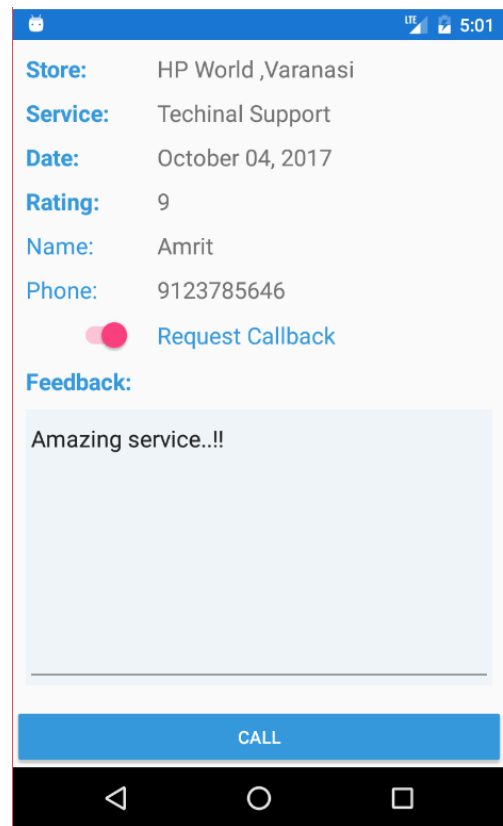 LTE 5:01
Store: HP World ,Varanasi
Service: Techinal Support
Date: October 04, 2017
Rating: 9
Name: Amrit
Phone: 9123785646
Request Callback
Feedback:
Amazing service..!!
CALL